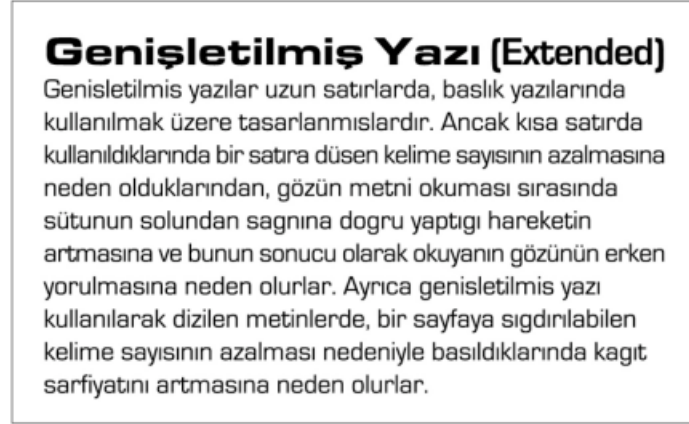 Genişletilmiş Yazı (Extended)
Genisletilmis yazılar uzun satırlarda, baslık yazılarında
kullanılmak üzere tasarlanmıslardır. Ancak kısa satırda
kullanıldıklarında bir satıra düsen kelime sayısının azalmasına
neden olduklarından, gözün metni okuması sırasında
sütunun solundan sagnına dogru yaptıgı hareketin
artmasına ve bunun sonucu olarak okuyanın gözünün erken
yorulmasına neden olurlar. Ayrıca genisletilmis yazı
kullanılarak dizilen metinlerde, bir sayfaya sıgdırılabilen
kelime sayısının azalması nedeniyle basıldıklarında kagıt
sarfiyatını artmasına neden olurlar.